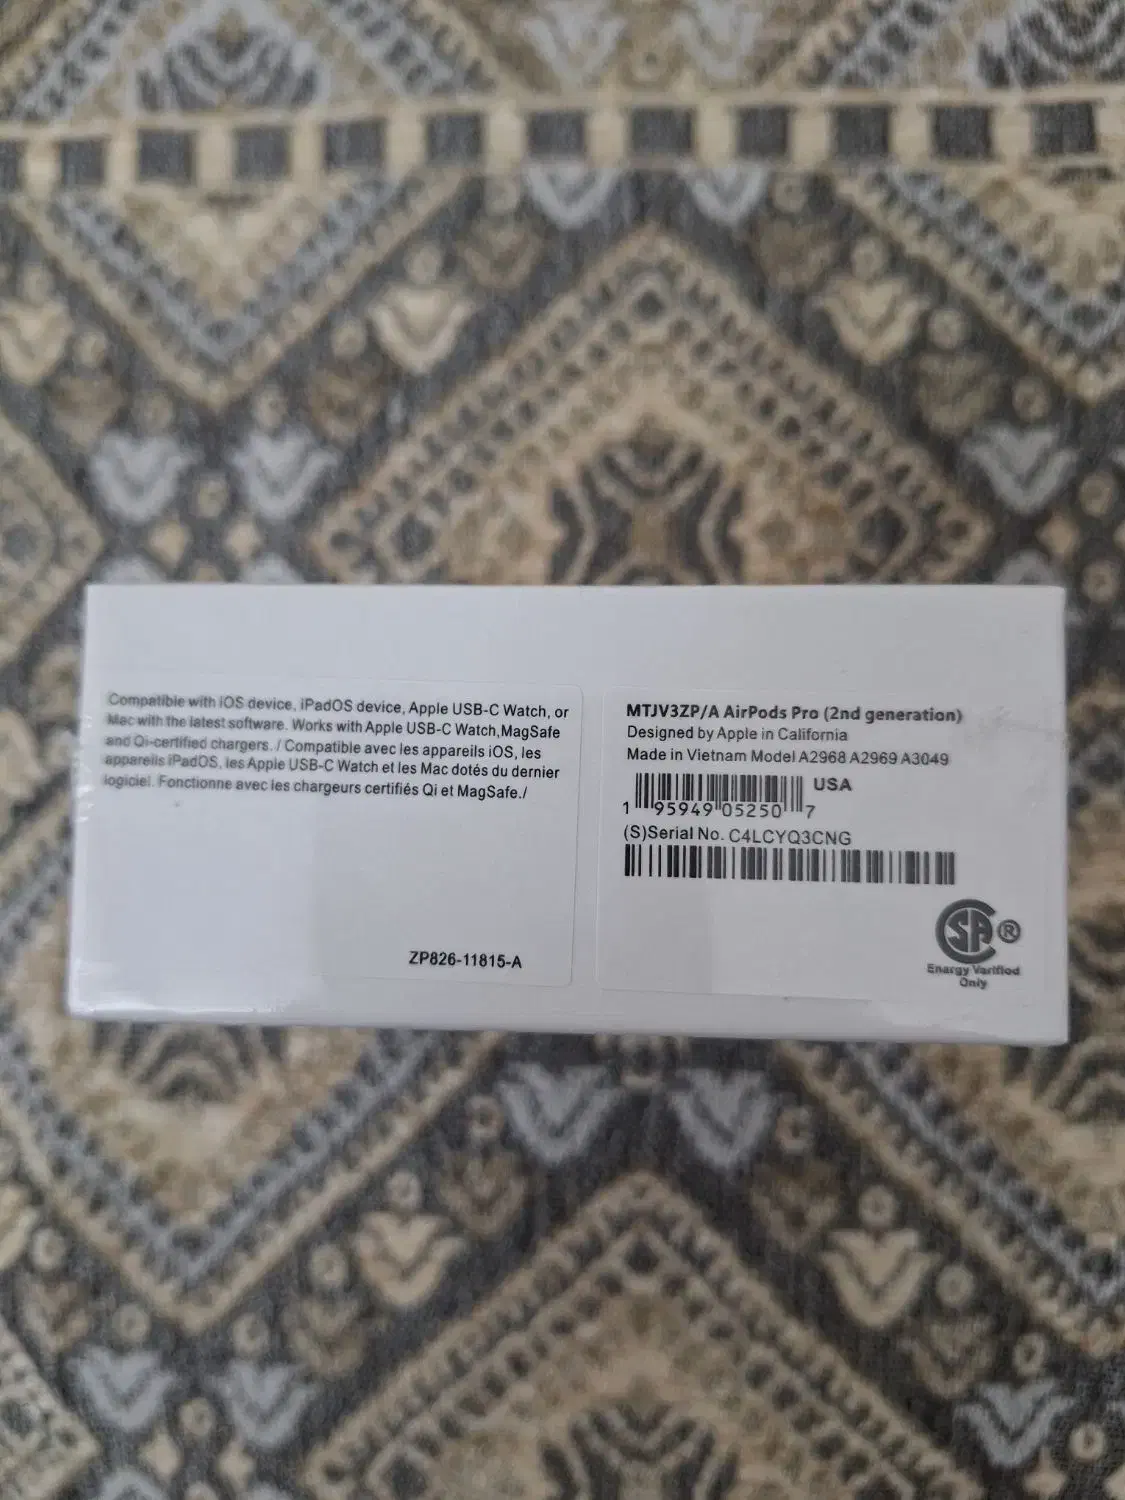 Compatible with iOS device, iPadOS device, Apple USB-C Watch, or
Mac with the latest software. Works with Apple USB-C Watch,MagSafe
and Qi-certified chargers. / Compatible avec les appareils iOS, les
appareils iPadOS, les Apple USB-C Watch et les Mac dotés du dernier
logiciel. Fonctionne avec les chargeurs certifiés Qi et MagSafe./
ZP826-11815-A
MTJV3ZP/A AirPods Pro (2nd generation)
Designed by Apple in California
Made in Vietnam Model A2968 A2969 A3049
USA
1 95949 05250 7
(S)Serial No. C4LCYQ3CNG
SA ®
Energy Varified
Only